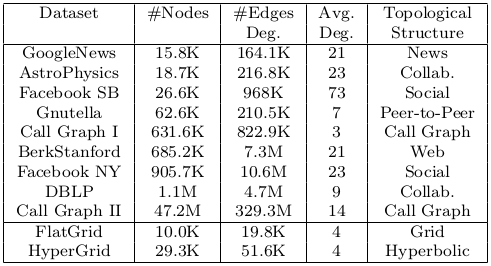 Dataset #Nodes #Edges Avg. Topological
Deg. Deg. Structure
GoogleNews 15.8K 164.1K 21 News
AstroPhysics 18.7K 216.8K 23 Collab.
Facebook SB 26.6K 968K 73 Social
Gnutella 62.6K 210.5K 7 Peer-to-Peer
Call Graph I 631.6K 822.9K 3 Call Graph
BerkStanford 685.2K 7.3M 21 Web
Facebook NY 905.7K 10.6M 23 Social
DBLP 1.1M 4.7M 9 Collab.
Call Graph II 47.2M 329.3M 14 Call Graph
FlatGrid 10.0K 19.8K 4 Grid
HyperGrid 29.3K 51.6K 4 Hyperbolic